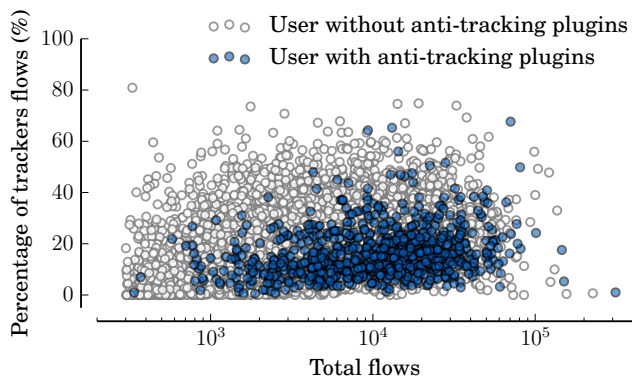 User without anti-tracking plugins
User with anti-tracking plugins
Percentage of trackers flows (%)
100
80
60
40
20
0
10³
10⁴
10⁵
Total flows